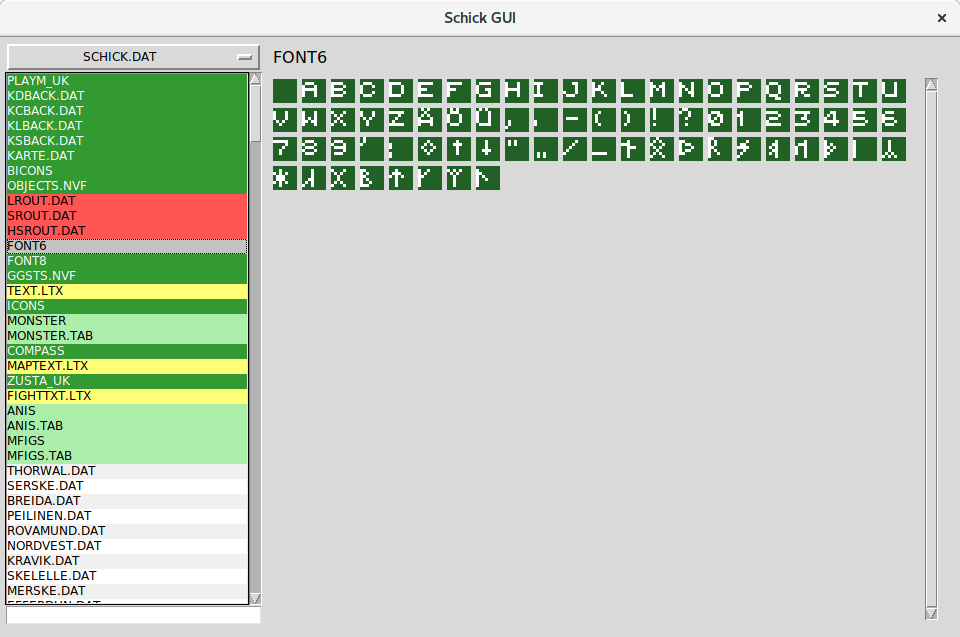 Schick GUI
SCHICK.DAT
FONT6
PLAYM_UK
KDBACK.DAT
KCBACK.DAT
KLBACK.DAT
KSBACK.DAT
KARTE.DAT
BICONS
OBJECTS.NVF
LROUT.DAT
SROUT.DAT
HSROUT.DAT
FONT6
FONT8
GGSTS.NVF
TEXT.LTX
ICONS
MONSTER
MONSTER.TAB
COMPASS
MAPTEXT.LTX
ZUSTA_UK
FIGHTTXT.LTX
ANIS
ANIS.TAB
MFIGS
MFIGS.TAB
THORWAL.DAT
SERSKE.DAT
BREIDA.DAT
PEILINEN.DAT
ROVAMUND.DAT
NORDVEST.DAT
KRAVIK.DAT
SKELELLE.DAT
MERSKE.DAT
A B C D E F G H I J K L M N O P Q R S T U
V W X Y Z Ä Ö Ü , , - ( ) ! ? 0 1 2 3 4 5 6
7 8 9 ' : ◇ ↑ ↓ " „ / _ †